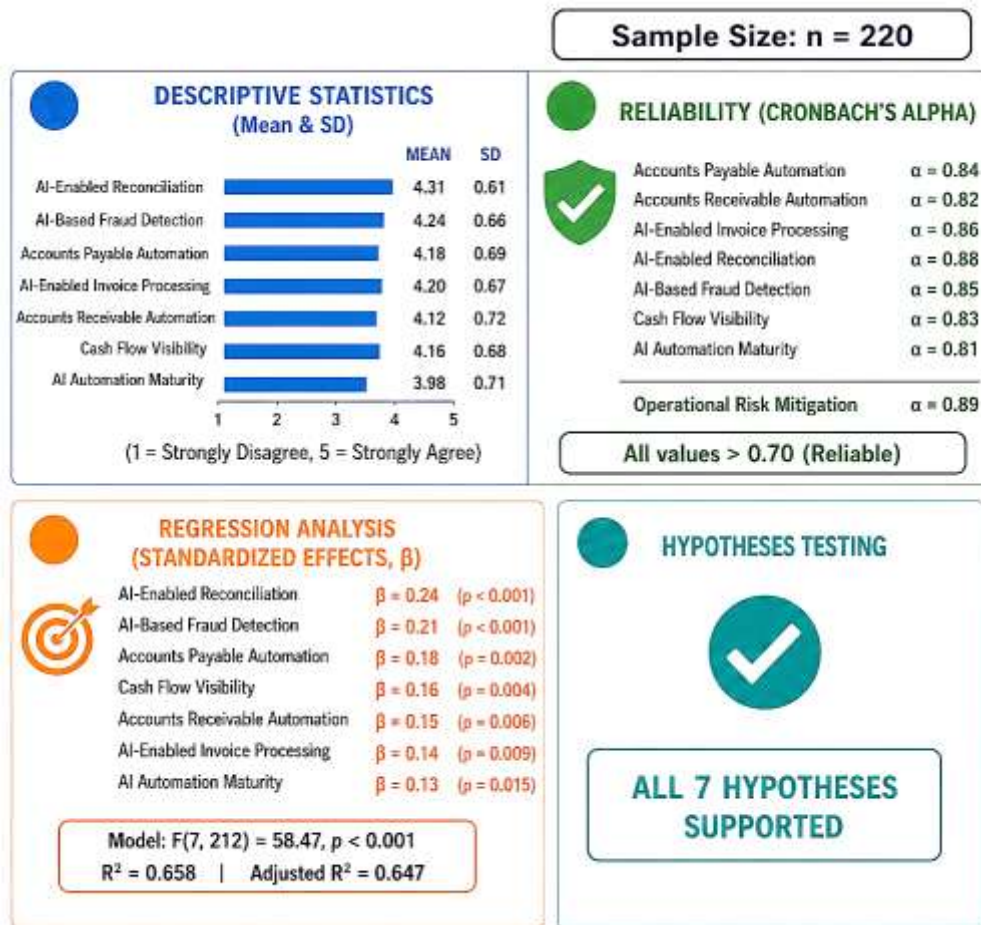 Sample Size: n = 220
DESCRIPTIVE STATISTICS
(Mean & SD)
MEAN SD
AI-Enabled Reconciliation 4.31 0.61
AI-Based Fraud Detection 4.24 0.66
Accounts Payable Automation 4.18 0.69
AI-Enabled Invoice Processing 4.20 0.67
Accounts Receivable Automation 4.12 0.72
Cash Flow Visibility 4.16 0.68
AI Automation Maturity 3.98 0.71
1 2 3 4 5
(1 = Strongly Disagree, 5 = Strongly Agree)
RELIABILITY (CRONBACH'S ALPHA)
Accounts Payable Automation α = 0.84
Accounts Receivable Automation α = 0.82
AI-Enabled Invoice Processing α = 0.86
AI-Enabled Reconciliation α = 0.88
AI-Based Fraud Detection α = 0.85
Cash Flow Visibility α = 0.83
AI Automation Maturity α = 0.81
Operational Risk Mitigation α = 0.89
All values > 0.70 (Reliable)
REGRESSION ANALYSIS
(STANDARDIZED EFFECTS, β)
AI-Enabled Reconciliation β = 0.24 (p < 0.001)
AI-Based Fraud Detection β = 0.21 (p < 0.001)
Accounts Payable Automation β = 0.18 (p = 0.002)
Cash Flow Visibility β = 0.16 (p = 0.004)
Accounts Receivable Automation β = 0.15 (p = 0.006)
AI-Enabled Invoice Processing β = 0.14 (p = 0.009)
AI Automation Maturity β = 0.13 (p = 0.015)
Model: F(7, 212) = 58.47, p < 0.001
R² = 0.658 | Adjusted R² = 0.647
HYPOTHESES TESTING
ALL 7 HYPOTHESES
SUPPORTED